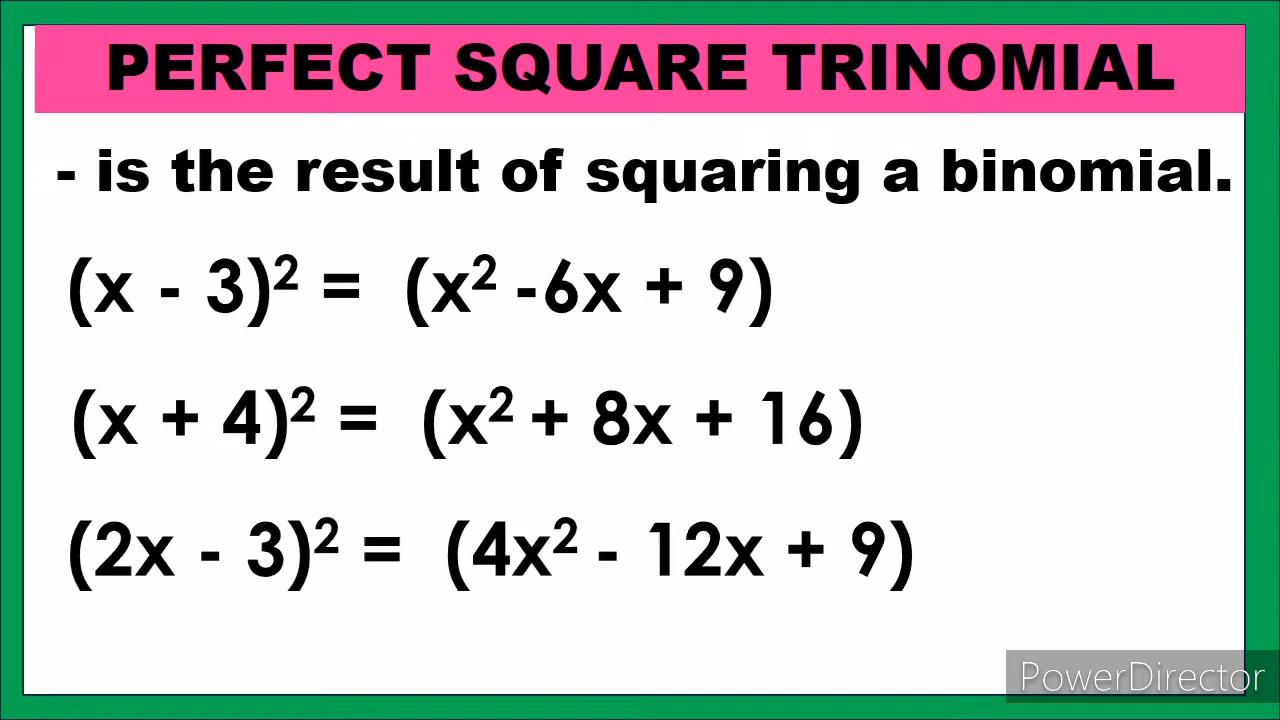 PERFECT SQUARE TRINOMIAL
- is the result of squaring a binomial.
(x - 3)² = (x² -6x + 9)
(x + 4)² = (x² + 8x + 16)
(2x - 3)² = (4x² - 12x + 9)
PowerDirector